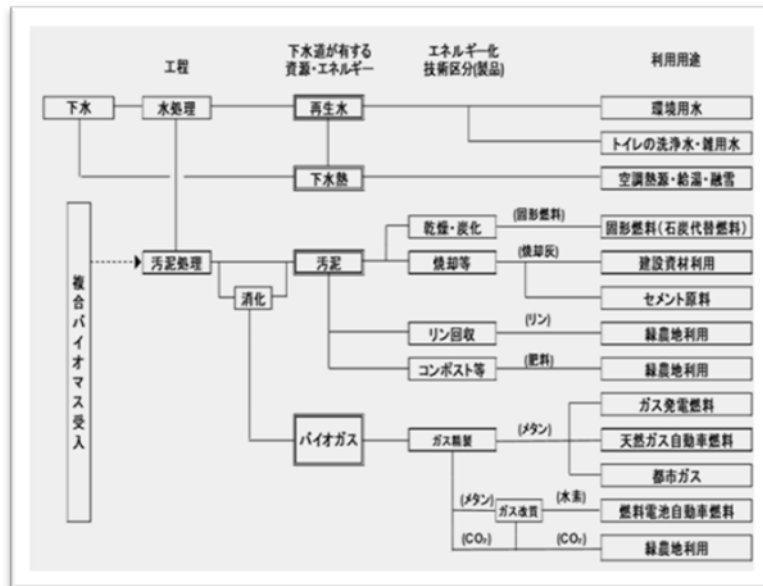 工程
下水道が有する
資源・エネルギー
エネルギー化
技術区分(製品)
利用用途
下水
水処理
再生水
環境用水
トイレの洗浄水・雑用水
下水熱
空調熱源・給湯・融雪
複合バイオマス受入
乾燥・炭化
(固形燃料)
固形燃料(石炭代替燃料)
汚泥処理
汚泥
焼却等
(焼却灰)
建設資材利用
消化
セメント原料
リン回収
(リン)
緑農地利用
コンポスト等
(肥料)
緑農地利用
ガス発電燃料
バイオガス
ガス精製
(メタン)
天然ガス自動車燃料
都市ガス
(メタン)
ガス改質
(水素)
燃料電池自動車燃料
(CO₂)
(CO₂)
緑農地利用